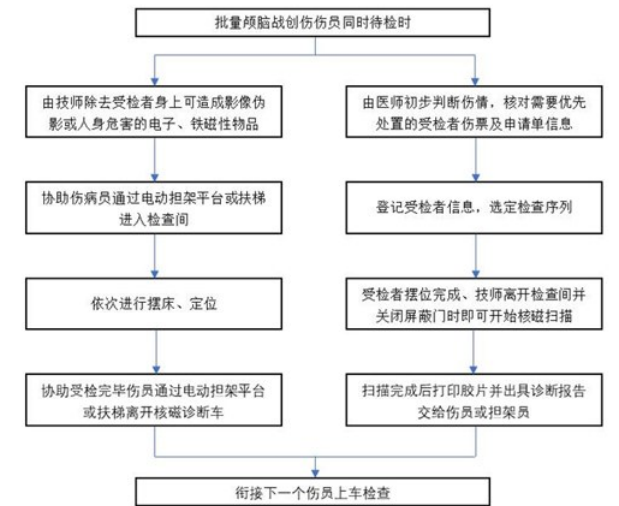 批量颅脑战创伤伤员同时待检时
由技师除去受检者身上可造成影像伪
影或人身危害的电子、铁磁性物品
协助伤病员通过电动担架平台或扶梯
进入检查间
依次进行摆床、定位
协助受检完毕伤员通过电动担架平台
或扶梯离开核磁诊断车
由医师初步判断伤情，核对需要优先
处置的受检者伤票及申请单信息
登记受检者信息，选定检查序列
受检者摆位完成、技师离开检查间并
关闭屏蔽门时即可开始核磁扫描
扫描完成后打印胶片并出具诊断报告
交给伤员或担架员
衔接下一个伤员上车检查